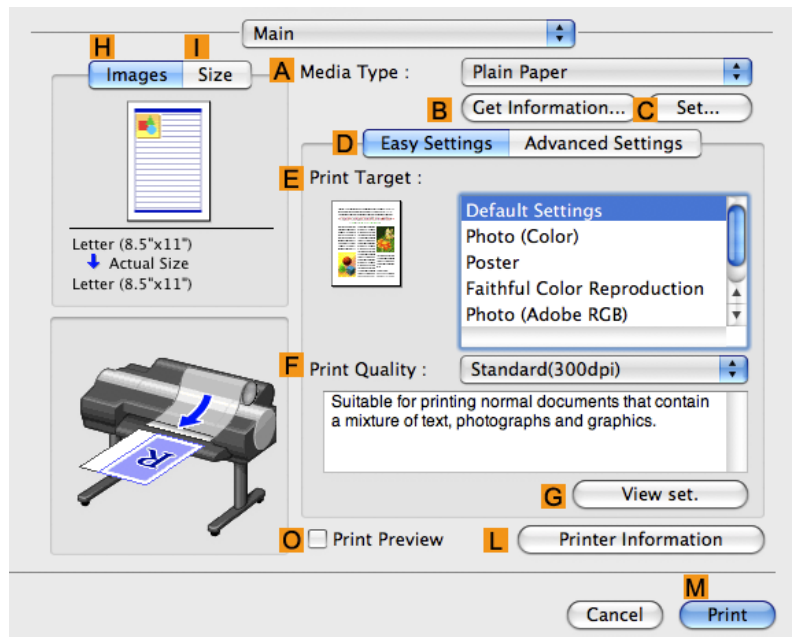 Main
H
I
Images
Size
A
Media Type :
Plain Paper
B
Get Information...
C
Set...
D
Easy Settings
Advanced Settings
E
Print Target :
Default Settings
Photo (Color)
Poster
Faithful Color Reproduction
Photo (Adobe RGB)
Letter (8.5"x11")
Actual Size
Letter (8.5"x11")
F
Print Quality :
Standard(300dpi)
Suitable for printing normal documents that contain
a mixture of text, photographs and graphics.
R
G
View set.
O
Print Preview
L
Printer Information
M
Cancel
Print